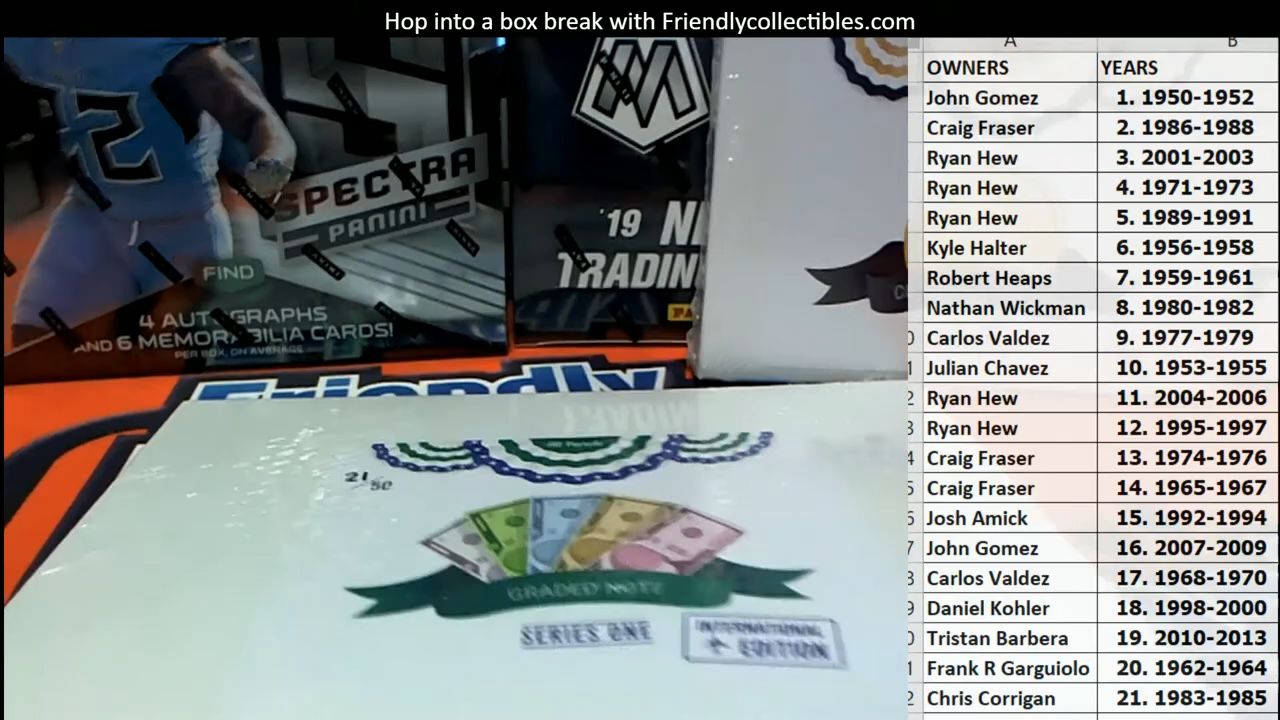 Hop into a box break with Friendlycollectibles.com
SPECTRA
PANINI
FIND
4 AUTOGRAPHS
AND 6 MEMORABILIA CARDS!
PER BOX, ON AVERAGE
'19
TRADIN
Friendly
21/50
GRADED NOTE
SERIES ONE
INTERNATIONAL
EDITION
A B
OWNERS YEARS
John Gomez 1. 1950-1952
Craig Fraser 2. 1986-1988
Ryan Hew 3. 2001-2003
Ryan Hew 4. 1971-1973
Ryan Hew 5. 1989-1991
Kyle Halter 6. 1956-1958
Robert Heaps 7. 1959-1961
Nathan Wickman 8. 1980-1982
Carlos Valdez 9. 1977-1979
Julian Chavez 10. 1953-1955
Ryan Hew 11. 2004-2006
Ryan Hew 12. 1995-1997
Craig Fraser 13. 1974-1976
Craig Fraser 14. 1965-1967
Josh Amick 15. 1992-1994
John Gomez 16. 2007-2009
Carlos Valdez 17. 1968-1970
Daniel Kohler 18. 1998-2000
Tristan Barbera 19. 2010-2013
Frank R Garguiolo 20. 1962-1964
Chris Corrigan 21. 1983-1985